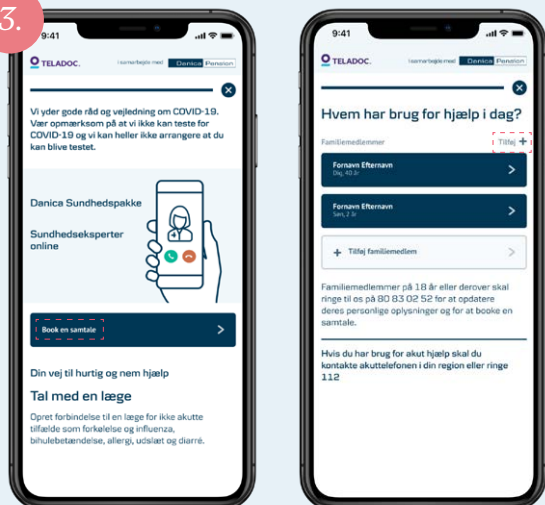 3.
9:41
TELADOC.
I samarbejde med
Danica Pension
Vi yder gode råd og vejledning om COVID-19.
Vær opmærksom på at vi ikke kan teste for
COVID-19 og vi kan heller ikke arrangere at du
kan blive testet.
Danica Sundhedspakke
Sundhedseksperter
online
Book en samtale
Din vej til hurtig og nem hjælp
Tal med en læge
Opret forbindelse til en læge for ikke akutte
tilfælde som forkølelse og influenza,
bihulebetændelse, allergi, udslæt og diarré.
9:41
TELADOC.
I samarbejde med
Danica Pension
Hvem har brug for hjælp i dag?
Familiemedlemmer
Tilføj +
Fornavn Efternavn
Dig, 40 år
Fornavn Efternavn
Søn, 2 år
+ Tilføj familiemedlem
Familiemedlemmer på 18 år eller derover skal
ringe til os på 80 83 02 52 for at opdatere
deres personlige oplysninger og for at booke en
samtale.
Hvis du har brug for akut hjælp skal du
kontakte akuttelefonen i din region eller ringe
112